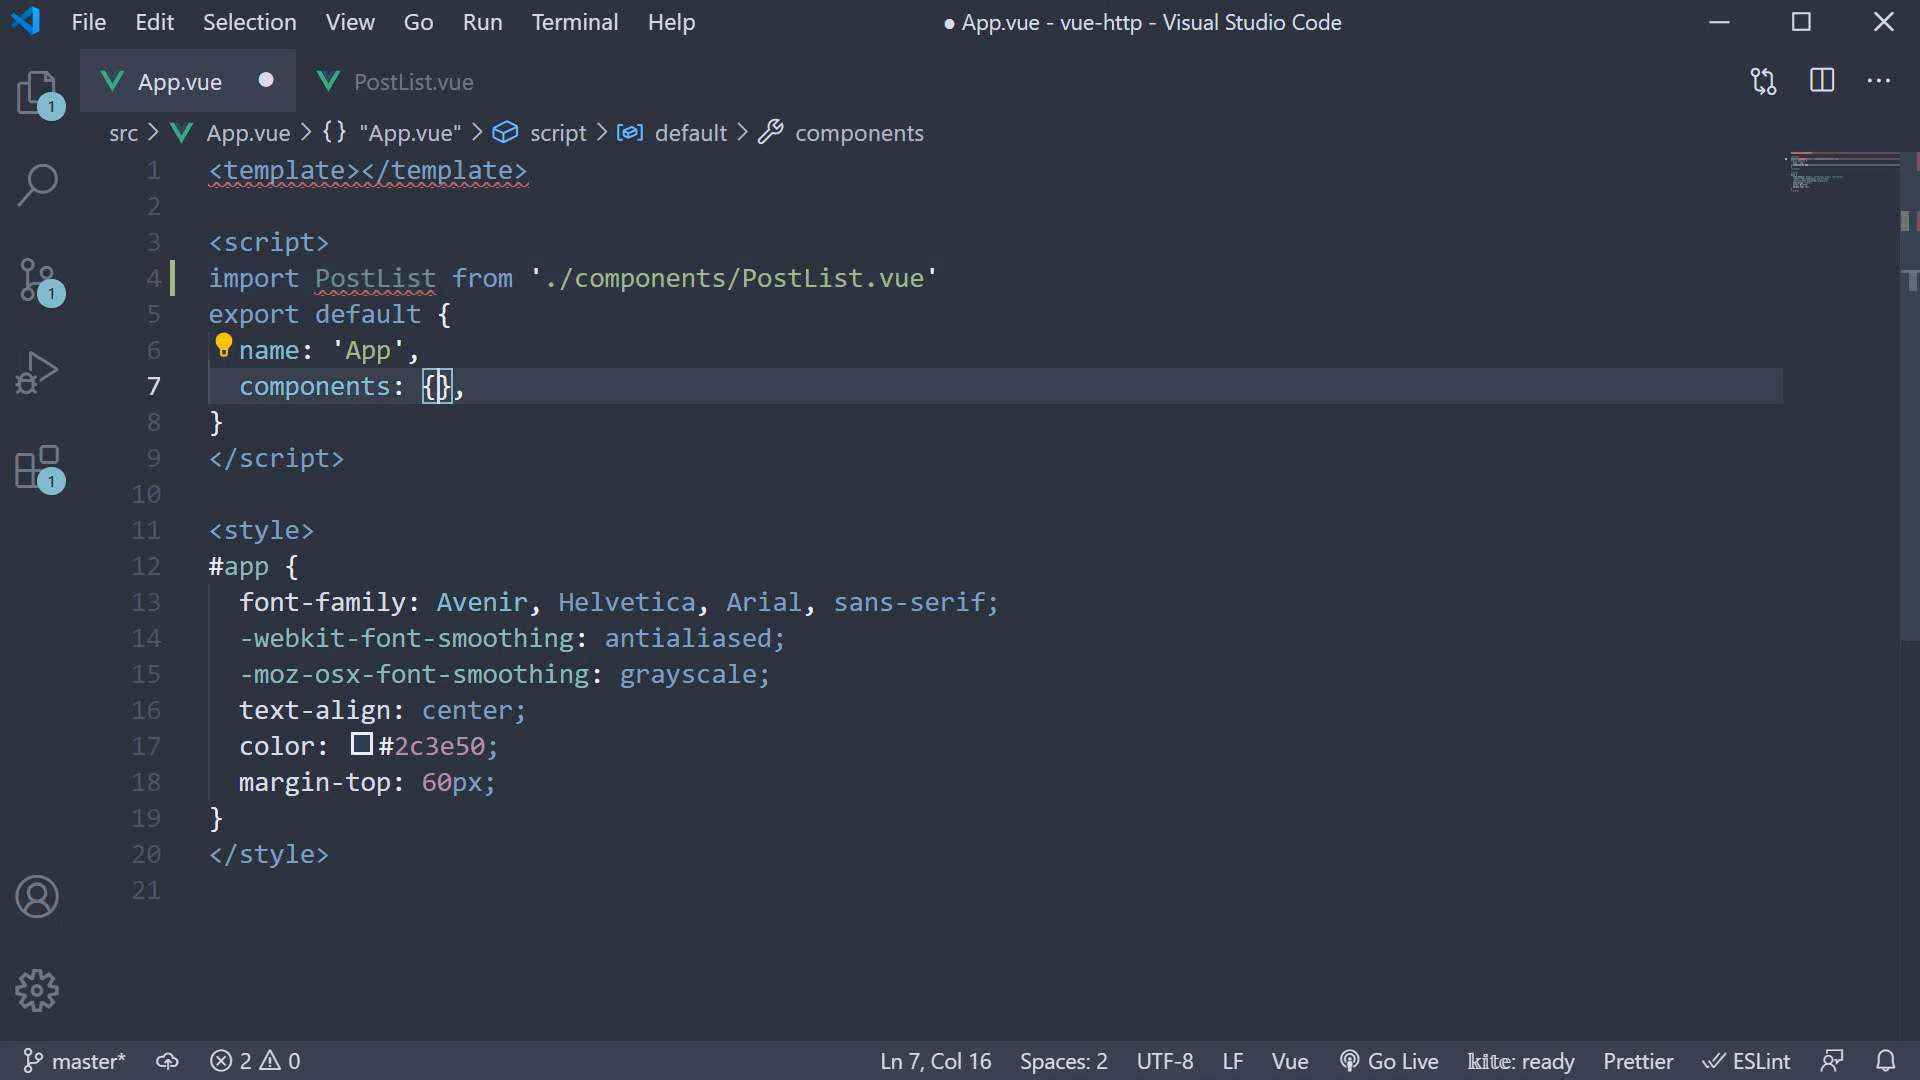 File Edit Selection View Go Run Terminal Help
● App.vue - vue-http - Visual Studio Code
App.vue ●
PostList.vue
src > App.vue > {} "App.vue" > script > default > components
1 <template></template>
2
3 <script>
4 import PostList from './components/PostList.vue'
5 export default {
6 name: 'App',
7 components: {},
8 }
9 </script>
10
11 <style>
12 #app {
13 font-family: Avenir, Helvetica, Arial, sans-serif;
14 -webkit-font-smoothing: antialiased;
15 -moz-osx-font-smoothing: grayscale;
16 text-align: center;
17 color: #2c3e50;
18 margin-top: 60px;
19 }
20 </style>
21
1
1
1
master* 2 0 Ln 7, Col 16 Spaces: 2 UTF-8 LF Vue Go Live kite: ready Prettier ESLint